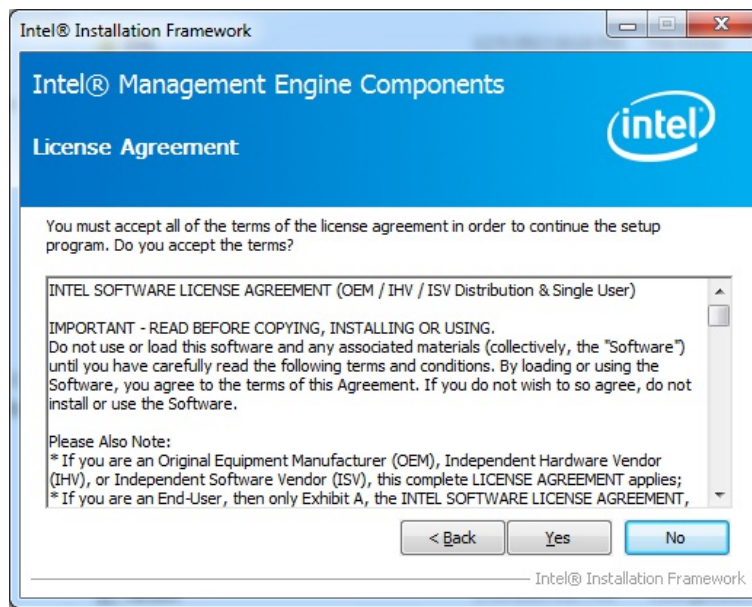 Intel® Installation Framework
Intel® Management Engine Components
License Agreement
intel
You must accept all of the terms of the license agreement in order to continue the setup
program. Do you accept the terms?
INTEL SOFTWARE LICENSE AGREEMENT (OEM / IHV / ISV Distribution & Single User)
IMPORTANT - READ BEFORE COPYING, INSTALLING OR USING.
Do not use or load this software and any associated materials (collectively, the "Software")
until you have carefully read the following terms and conditions. By loading or using the
Software, you agree to the terms of this Agreement. If you do not wish to so agree, do not
install or use the Software.
Please Also Note:
* If you are an Original Equipment Manufacturer (OEM), Independent Hardware Vendor
(IHV), or Independent Software Vendor (ISV), this complete LICENSE AGREEMENT applies;
* If you are an End-User, then only Exhibit A, the INTEL SOFTWARE LICENSE AGREEMENT,
< Back
Yes
No
Intel® Installation Framework